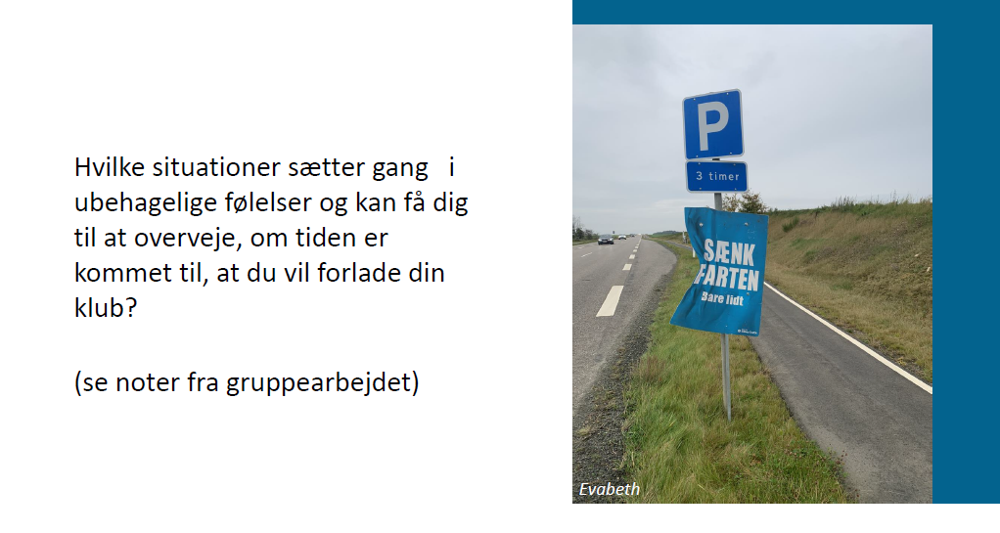 Hvilke situationer sætter gang i
ubehagelige følelser og kan få dig
til at overveje, om tiden er
kommet til, at du vil forlade din
klub?
(se noter fra gruppearbejdet)
P
3 timer
SÆNK
FARTEN
Bare lidt
Evabeth